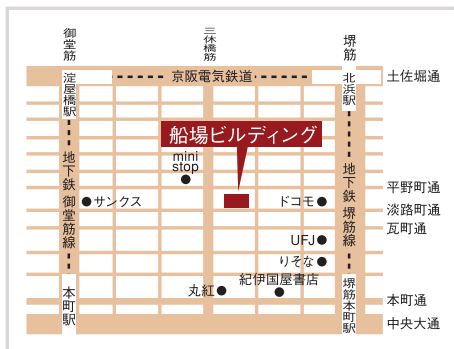 御堂筋
三休橋筋
堺筋
淀屋橋駅
京阪電気鉄道
北浜駅
土佐堀通
船場ビルディング
mini
stop
地下鉄 御堂筋線
サンクス
ドコモ
地下鉄 堺筋線
平野町通
淡路町通
瓦町通
UFJ
りそな
紀伊国屋書店
丸紅
本町駅
堺筋本町駅
本町通
中央大通